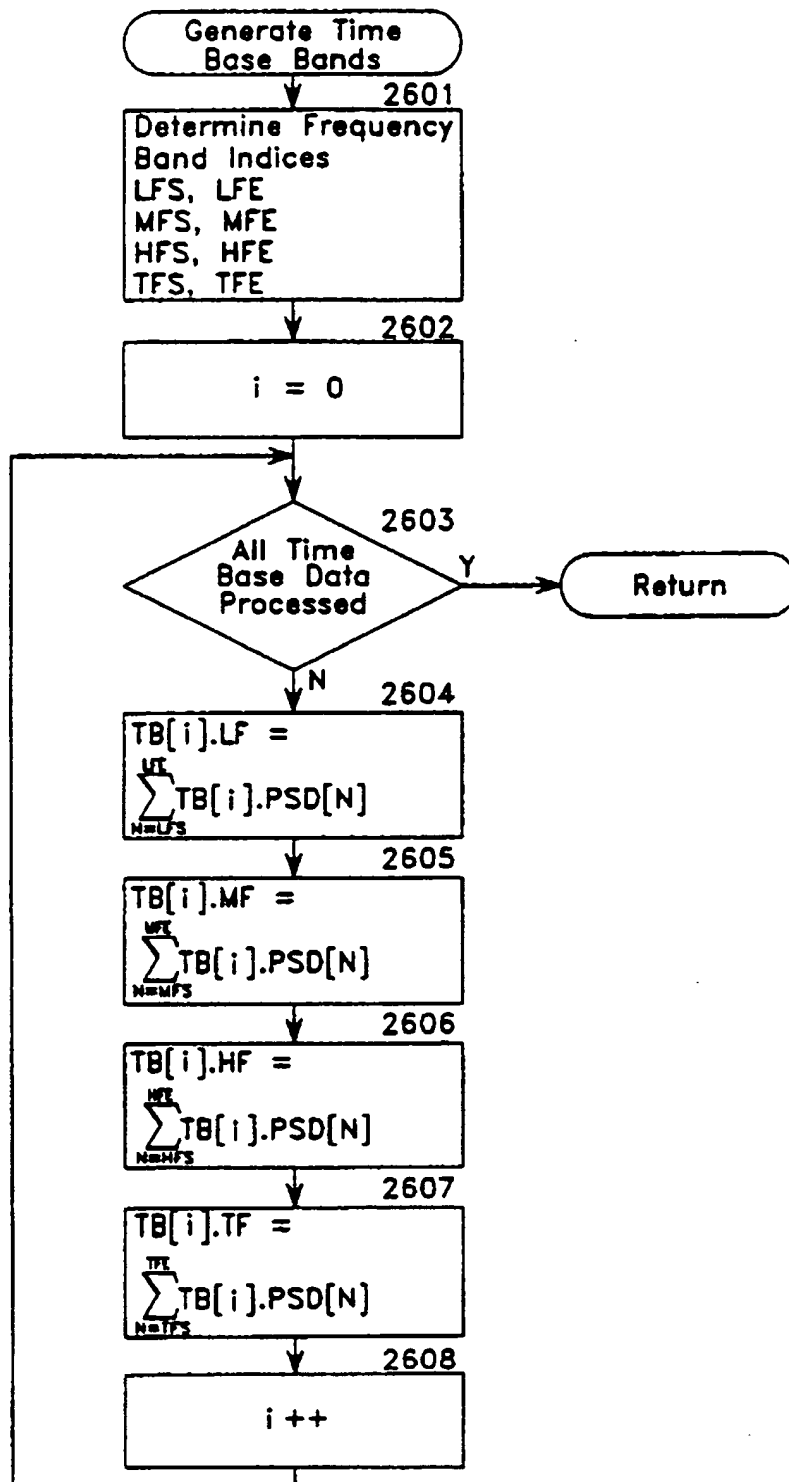 Generate Time
Base Bands
2601
Determine Frequency
Band Indices
LFS, LFE
MFS, MFE
HFS, HFE
TFS, TFE
2602
i = 0
2603
All Time
Base Data
Processed
Y
Return
N
2604
TB[i].LF =
LFE
∑TB[i].PSD[N]
N=LFS
2605
TB[i].MF =
MFE
∑TB[i].PSD[N]
N=MFS
2606
TB[i].HF =
HFE
∑TB[i].PSD[N]
N=HFS
2607
TB[i].TF =
TFE
∑TB[i].PSD[N]
N=TFS
2608
i ++